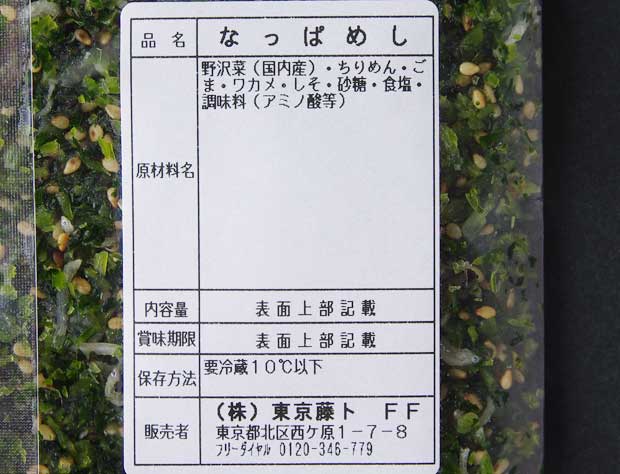 品名 なっぱめし
原材料名 野沢菜（国内産）・ちりめん・ご
ま・ワカメ・しそ・砂糖・食塩・
調味料（アミノ酸等）
内容量 表面上部記載
賞味期限 表面上部記載
保存方法 要冷蔵１０℃以下
販売者 （株）東京藤ト　ＦＦ
東京都北区西ケ原１－７－８
フリーダイヤル 0120-346-779